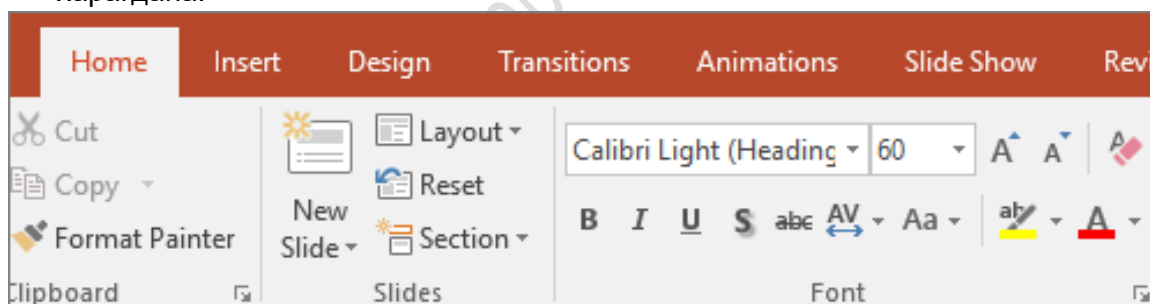 Home Insert Design Transitions Animations Slide Show
Cut
Copy
Format Painter
New
Slide
Layout
Reset
Section
Calibri Light (Heading 60 A A
B I U S abc AV Aa aby A
Clipboard Slides Font